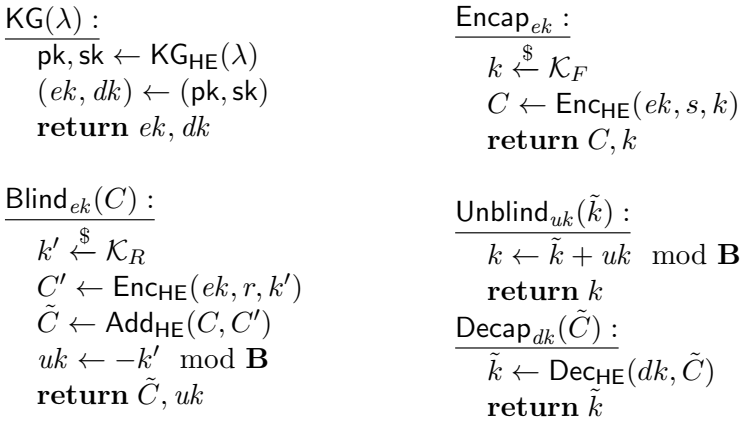 KG(λ) :
pk, sk ← KG_HE(λ)
(ek, dk) ← (pk, sk)
return ek, dk
Blind_ek(C) :
k′ ←$ K_R
C′ ← Enc_HE(ek, r, k′)
C̃ ← Add_HE(C, C′)
uk ← −k′ mod B
return C̃, uk
Encap_ek :
k ←$ K_F
C ← Enc_HE(ek, s, k)
return C, k
Unblind_uk(k̃) :
k ← k̃ + uk mod B
return k
Decap_dk(C̃) :
k̃ ← Dec_HE(dk, C̃)
return k̃